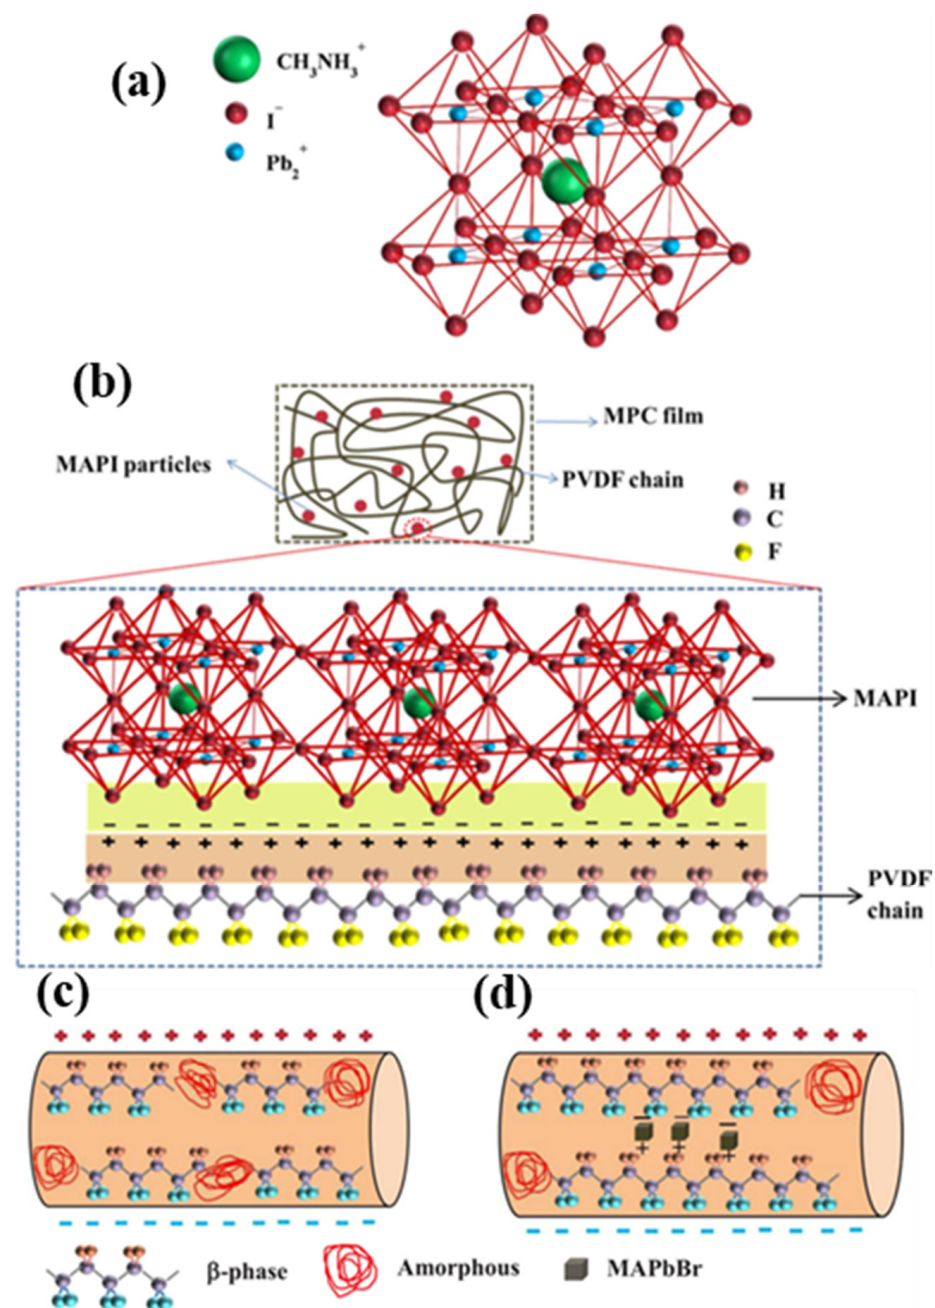 (a)
CH₃NH₃⁺
I⁻
Pb₂⁺
(b)
MPC film
MAPI particles
PVDF chain
H
C
F
MAPI
- - - - - - - - - - - - - - - - - - -
+ + + + + + + + + + + + + + + + + + + +
PVDF
chain
(c)
(d)
+ + + + + + + + + + + +
+ + + + + + + + + + + +
- - -
+ + +
- - - - - - - - - - - -
- - - - - - - - - - - -
β-phase
Amorphous
MAPbBr